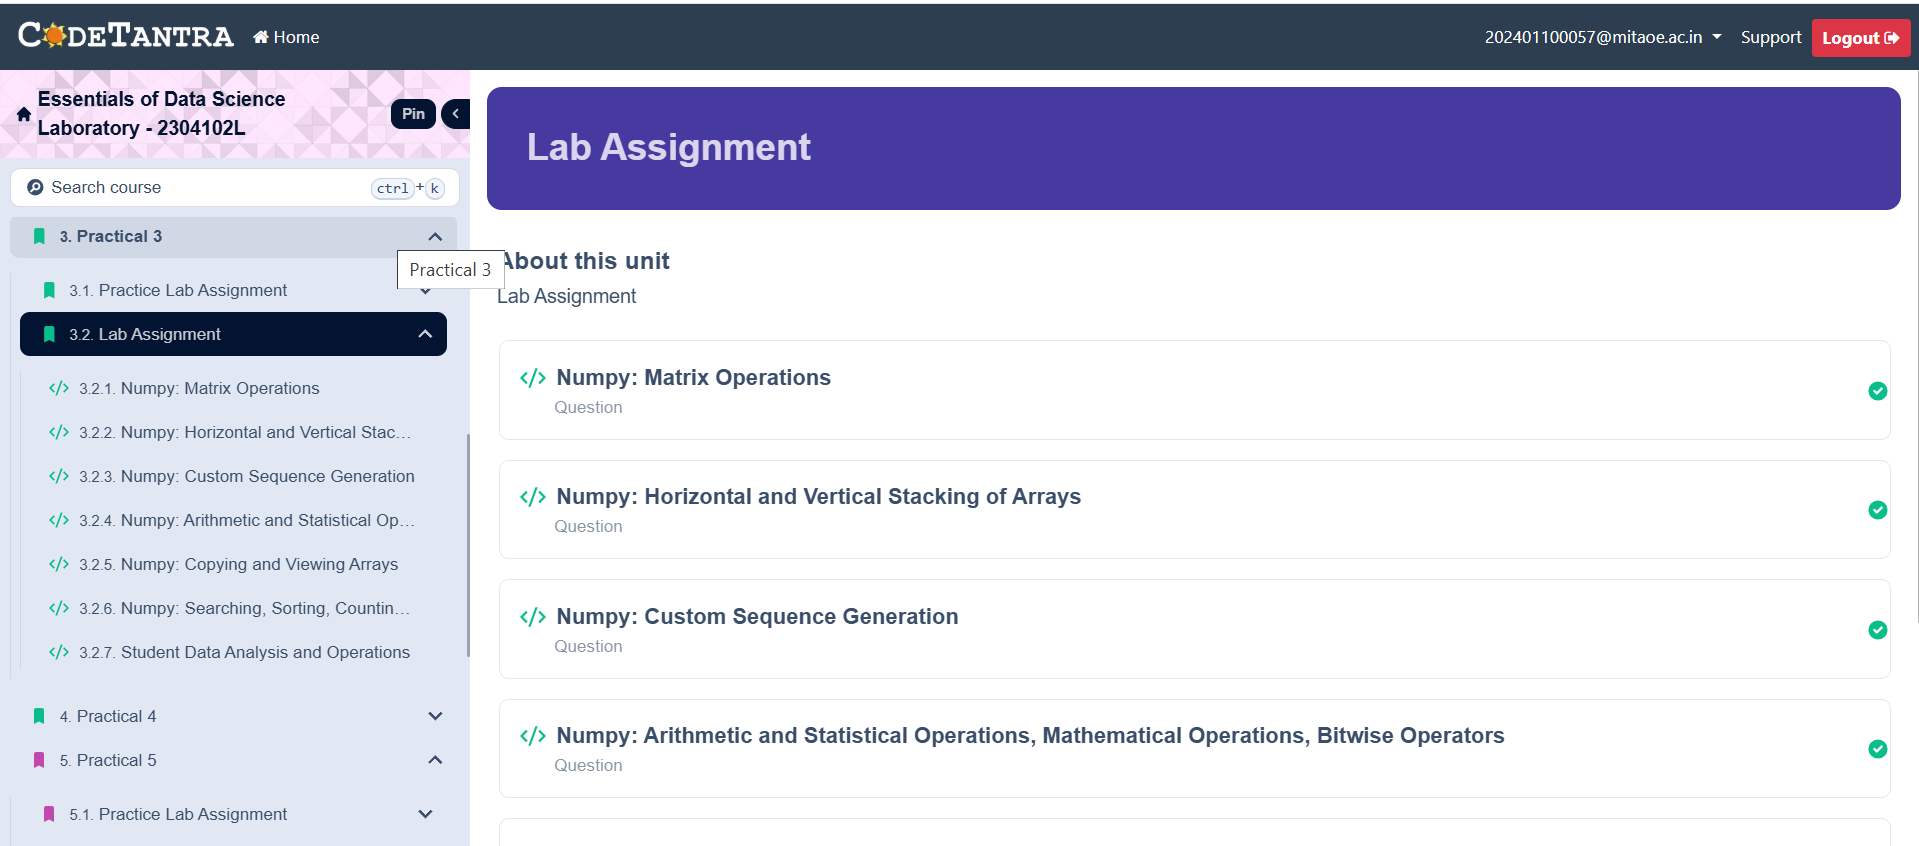 CODETANTRA Home 202401100057@mitaoe.ac.in Support Logout
Essentials of Data Science
Laboratory - 2304102L
Pin
Search course ctrl + k
3. Practical 3
Practical 3
3.1. Practice Lab Assignment
3.2. Lab Assignment
3.2.1. Numpy: Matrix Operations
3.2.2. Numpy: Horizontal and Vertical Stac...
3.2.3. Numpy: Custom Sequence Generation
3.2.4. Numpy: Arithmetic and Statistical Op...
3.2.5. Numpy: Copying and Viewing Arrays
3.2.6. Numpy: Searching, Sorting, Countin...
3.2.7. Student Data Analysis and Operations
4. Practical 4
5. Practical 5
5.1. Practice Lab Assignment
Lab Assignment
About this unit
Lab Assignment
Numpy: Matrix Operations
Question
Numpy: Horizontal and Vertical Stacking of Arrays
Question
Numpy: Custom Sequence Generation
Question
Numpy: Arithmetic and Statistical Operations, Mathematical Operations, Bitwise Operators
Question